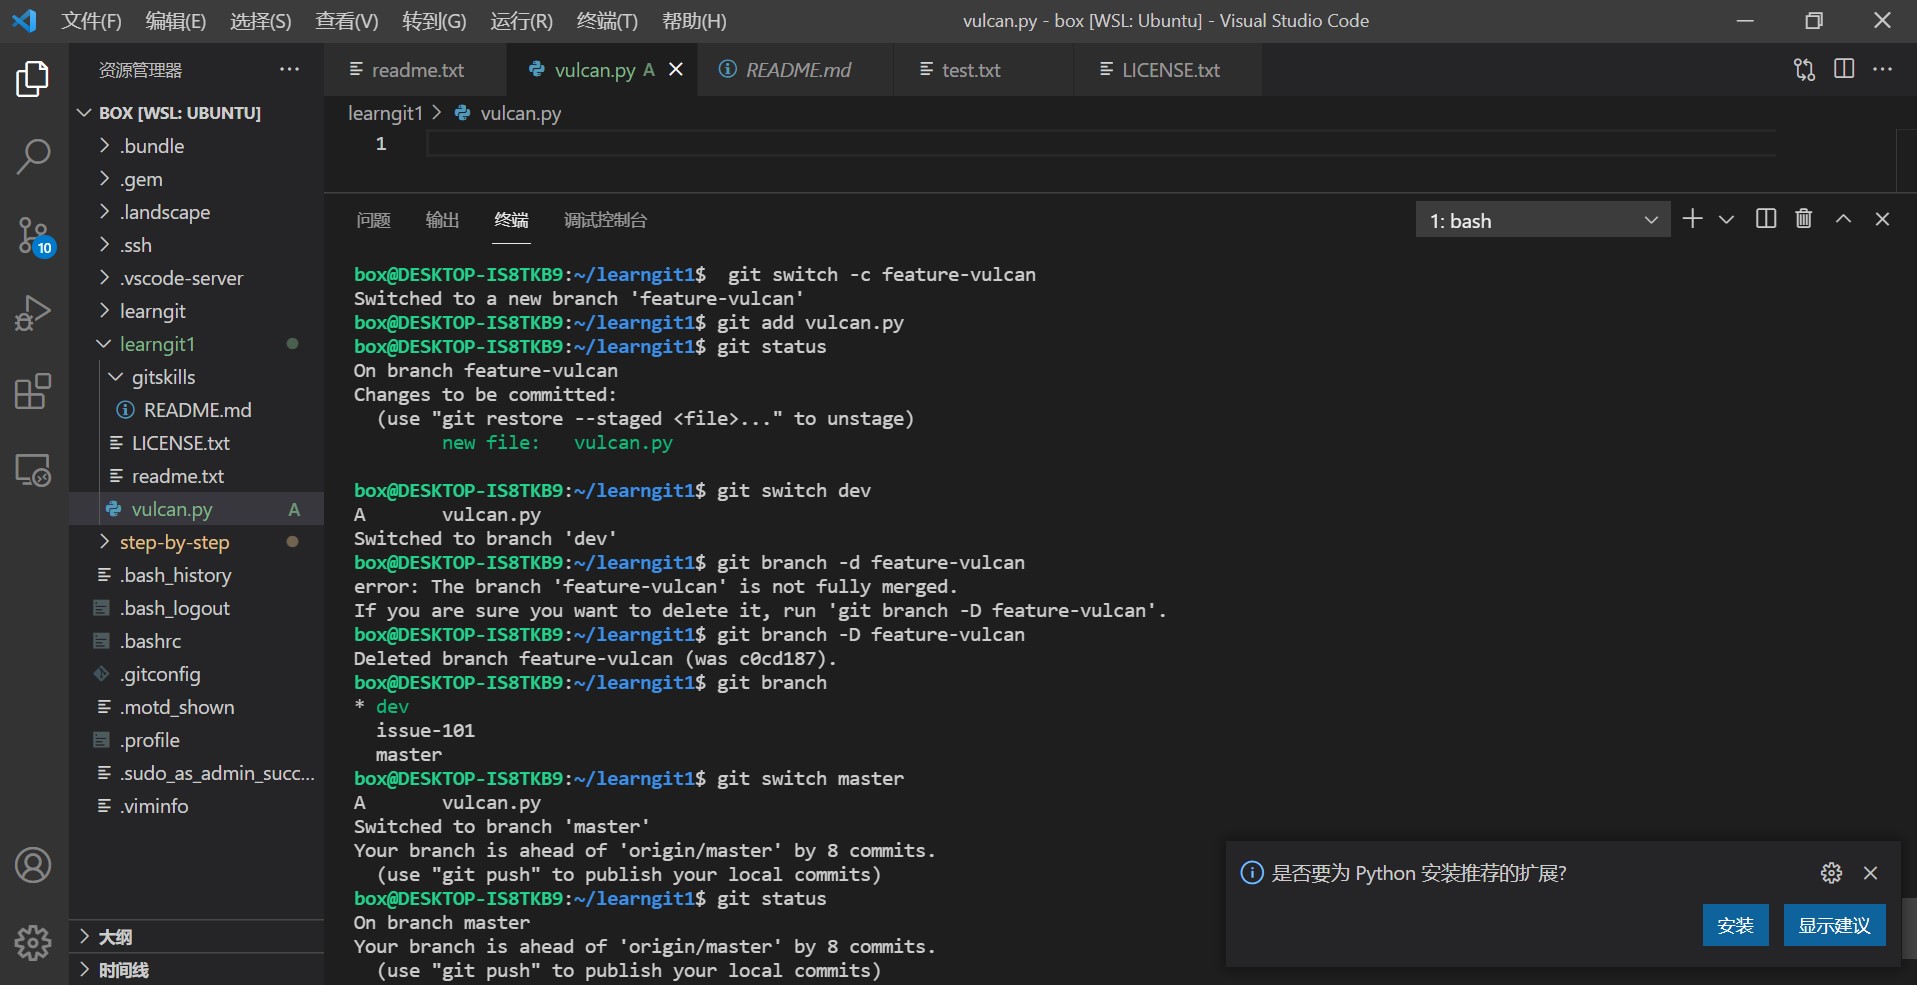 文件(F) 编辑(E) 选择(S) 查看(V) 转到(G) 运行(R) 终端(T) 帮助(H) vulcan.py - box [WSL: Ubuntu] - Visual Studio Code
资源管理器
readme.txt vulcan.py A README.md test.txt LICENSE.txt
learngit1 > vulcan.py
1
BOX [WSL: UBUNTU]
.bundle
.gem
.landscape
.ssh
.vscode-server
learngit
learngit1
gitskills
README.md
LICENSE.txt
readme.txt
vulcan.py A
step-by-step
.bash_history
.bash_logout
.bashrc
.gitconfig
.motd_shown
.profile
.sudo_as_admin_succ...
.viminfo
大纲
时间线
10
问题 输出 终端 调试控制台 1: bash
box@DESKTOP-IS8TKB9:~/learngit1$  git switch -c feature-vulcan
Switched to a new branch 'feature-vulcan'
box@DESKTOP-IS8TKB9:~/learngit1$ git add vulcan.py
box@DESKTOP-IS8TKB9:~/learngit1$ git status
On branch feature-vulcan
Changes to be committed:
  (use "git restore --staged <file>..." to unstage)
        new file:   vulcan.py
box@DESKTOP-IS8TKB9:~/learngit1$ git switch dev
A       vulcan.py
Switched to branch 'dev'
box@DESKTOP-IS8TKB9:~/learngit1$ git branch -d feature-vulcan
error: The branch 'feature-vulcan' is not fully merged.
If you are sure you want to delete it, run 'git branch -D feature-vulcan'.
box@DESKTOP-IS8TKB9:~/learngit1$ git branch -D feature-vulcan
Deleted branch feature-vulcan (was c0cd187).
box@DESKTOP-IS8TKB9:~/learngit1$ git branch
* dev
  issue-101
  master
box@DESKTOP-IS8TKB9:~/learngit1$ git switch master
A       vulcan.py
Switched to branch 'master'
Your branch is ahead of 'origin/master' by 8 commits.
  (use "git push" to publish your local commits)
box@DESKTOP-IS8TKB9:~/learngit1$ git status
On branch master
Your branch is ahead of 'origin/master' by 8 commits.
  (use "git push" to publish your local commits)
是否要为 Python 安装推荐的扩展?
安装 显示建议